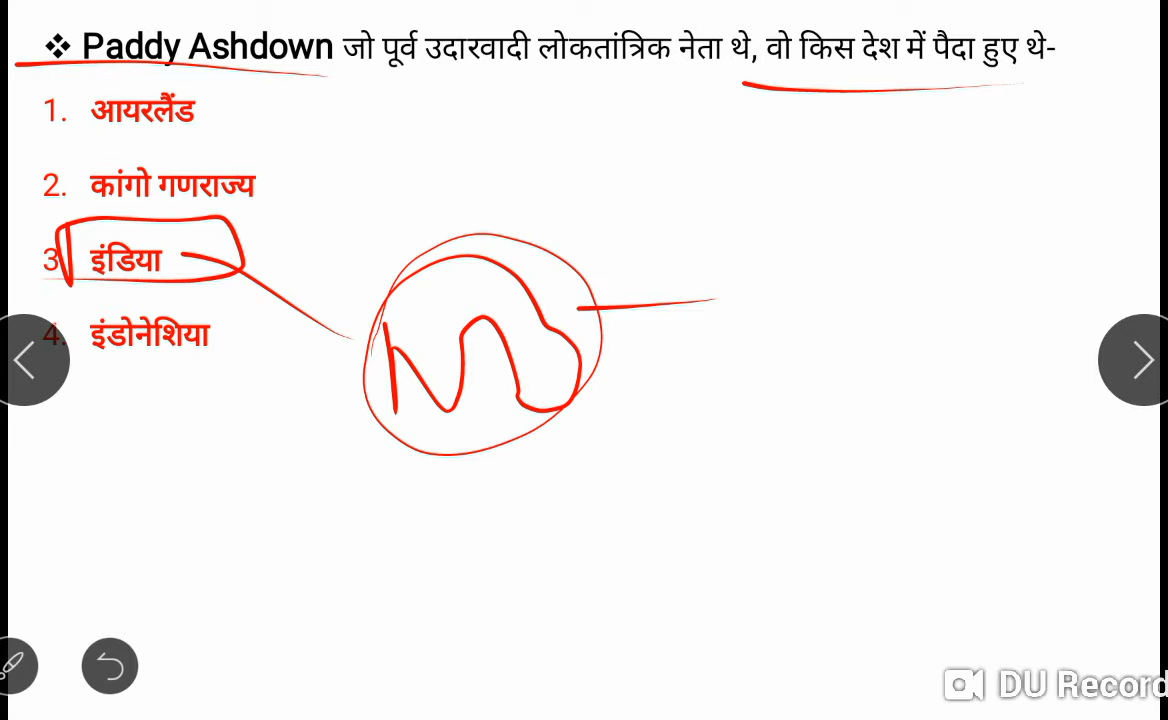 ❖ Paddy Ashdown जो पूर्व उदारवादी लोकतांत्रिक नेता थे, वो किस देश में पैदा हुए थे-
1. आयरलैंड
2. कांगो गणराज्य
3 इंडिया
4. इंडोनेशिया
DU Record